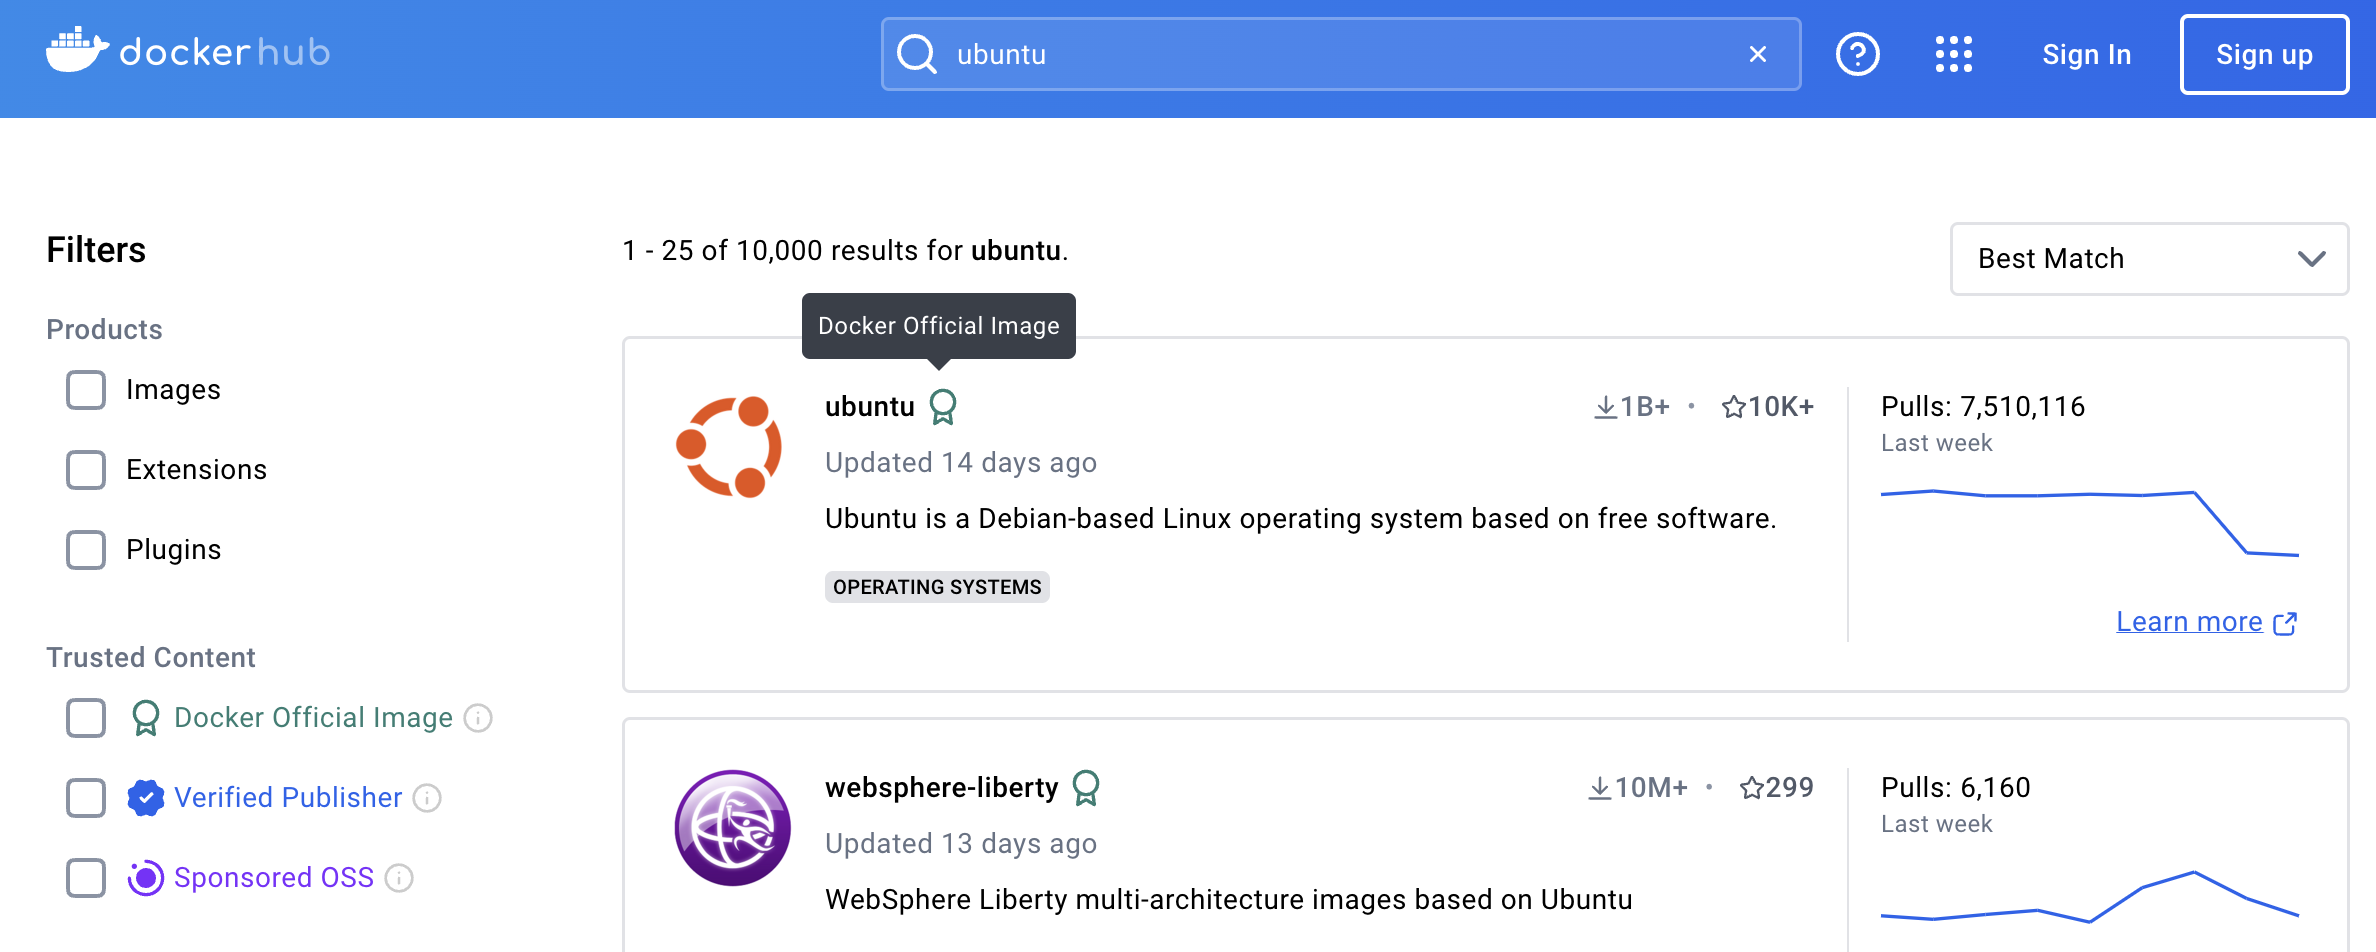 dockerhub
ubuntu
Sign In
Sign up
Filters
1 - 25 of 10,000 results for ubuntu.
Best Match
Products
Images
Extensions
Plugins
Trusted Content
Docker Official Image
Verified Publisher
Sponsored OSS
Docker Official Image
ubuntu
1B+ • 10K+
Updated 14 days ago
Ubuntu is a Debian-based Linux operating system based on free software.
OPERATING SYSTEMS
Pulls: 7,510,116
Last week
Learn more
websphere-liberty
10M+ • 299
Updated 13 days ago
WebSphere Liberty multi-architecture images based on Ubuntu
Pulls: 6,160
Last week